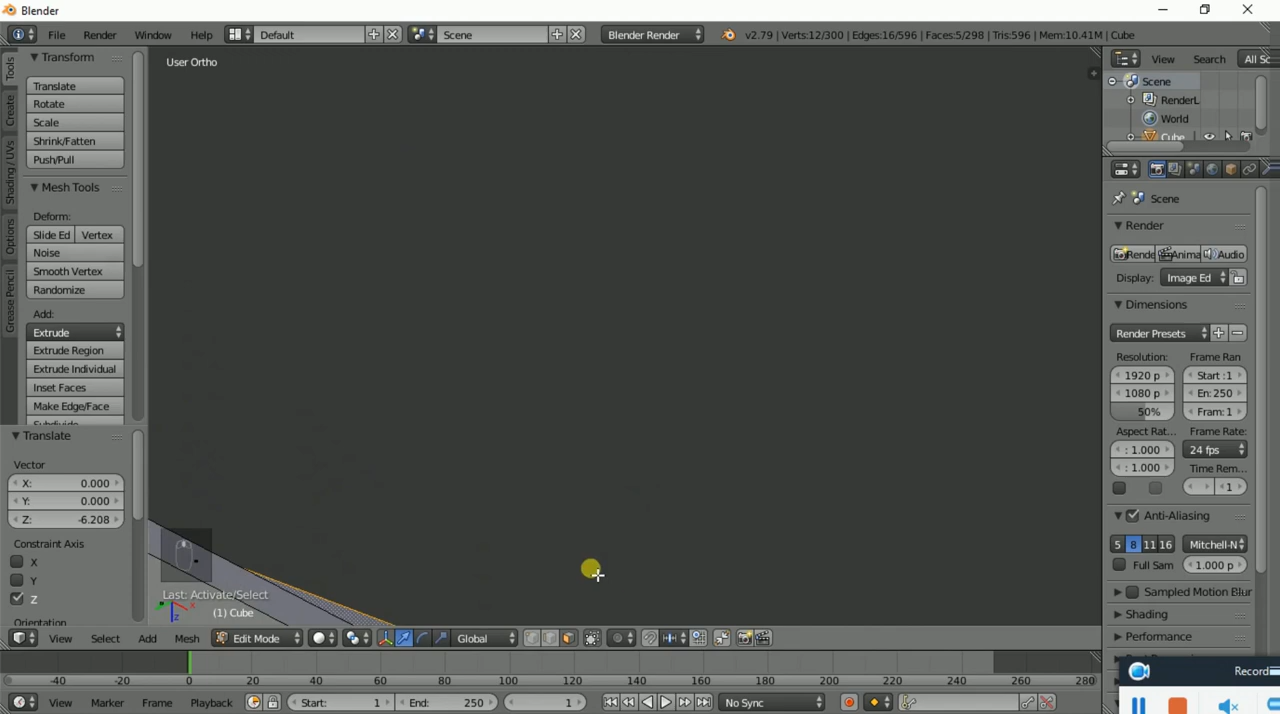 Blender
File Render Window Help Default Scene Blender Render v2.79 | Verts:12/300 | Edges:16/596 | Faces:5/298 | Tris:596 | Mem:10.41M | Cube
Tools
Create
Shading / UVs
Options
Grease Pencil
Transform
Translate
Rotate
Scale
Shrink/Fatten
Push/Pull
Mesh Tools
Deform:
Slide Ed Vertex
Noise
Smooth Vertex
Randomize
Add:
Extrude
Extrude Region
Extrude Individual
Inset Faces
Make Edge/Face
Translate
Vector
X: 0.000
Y: 0.000
Z: -6.208
Constraint Axis
X
Y
Z
Orientation
User Ortho
Last: Activate/Select
(1) Cube
View Select Add Mesh Edit Mode Global
-40 -20 0 20 40 60 80 100 120 140 160 180 200 220 240 260 280
View Marker Frame Playback Start: 1 End: 250 1 No Sync
View Search All Sc
Scene
RenderL
World
Cube
Scene
Render
Rende Anima Audio
Display: Image Ed
Dimensions
Render Presets
Resolution: Frame Ran
1920 p Start :1
1080 p En: 250
50% Fram: 1
Aspect Rat... Frame Rate:
: 1.000 24 fps
: 1.000 Time Rem...
1
Anti-Aliasing
5 8 11 16 Mitchell-N
Full Sam 1.000 p
Sampled Motion Blur
Shading
Performance
Record